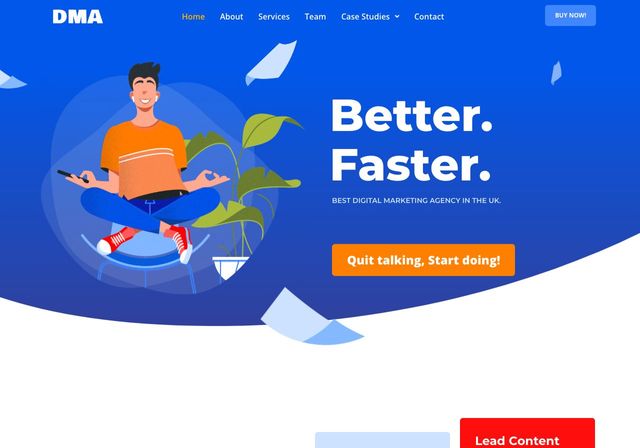 DMA
Home About Services Team Case Studies Contact
BUY NOW!
Better.
Faster.
BEST DIGITAL MARKETING AGENCY IN THE UK.
Quit talking, Start doing!
Lead Content